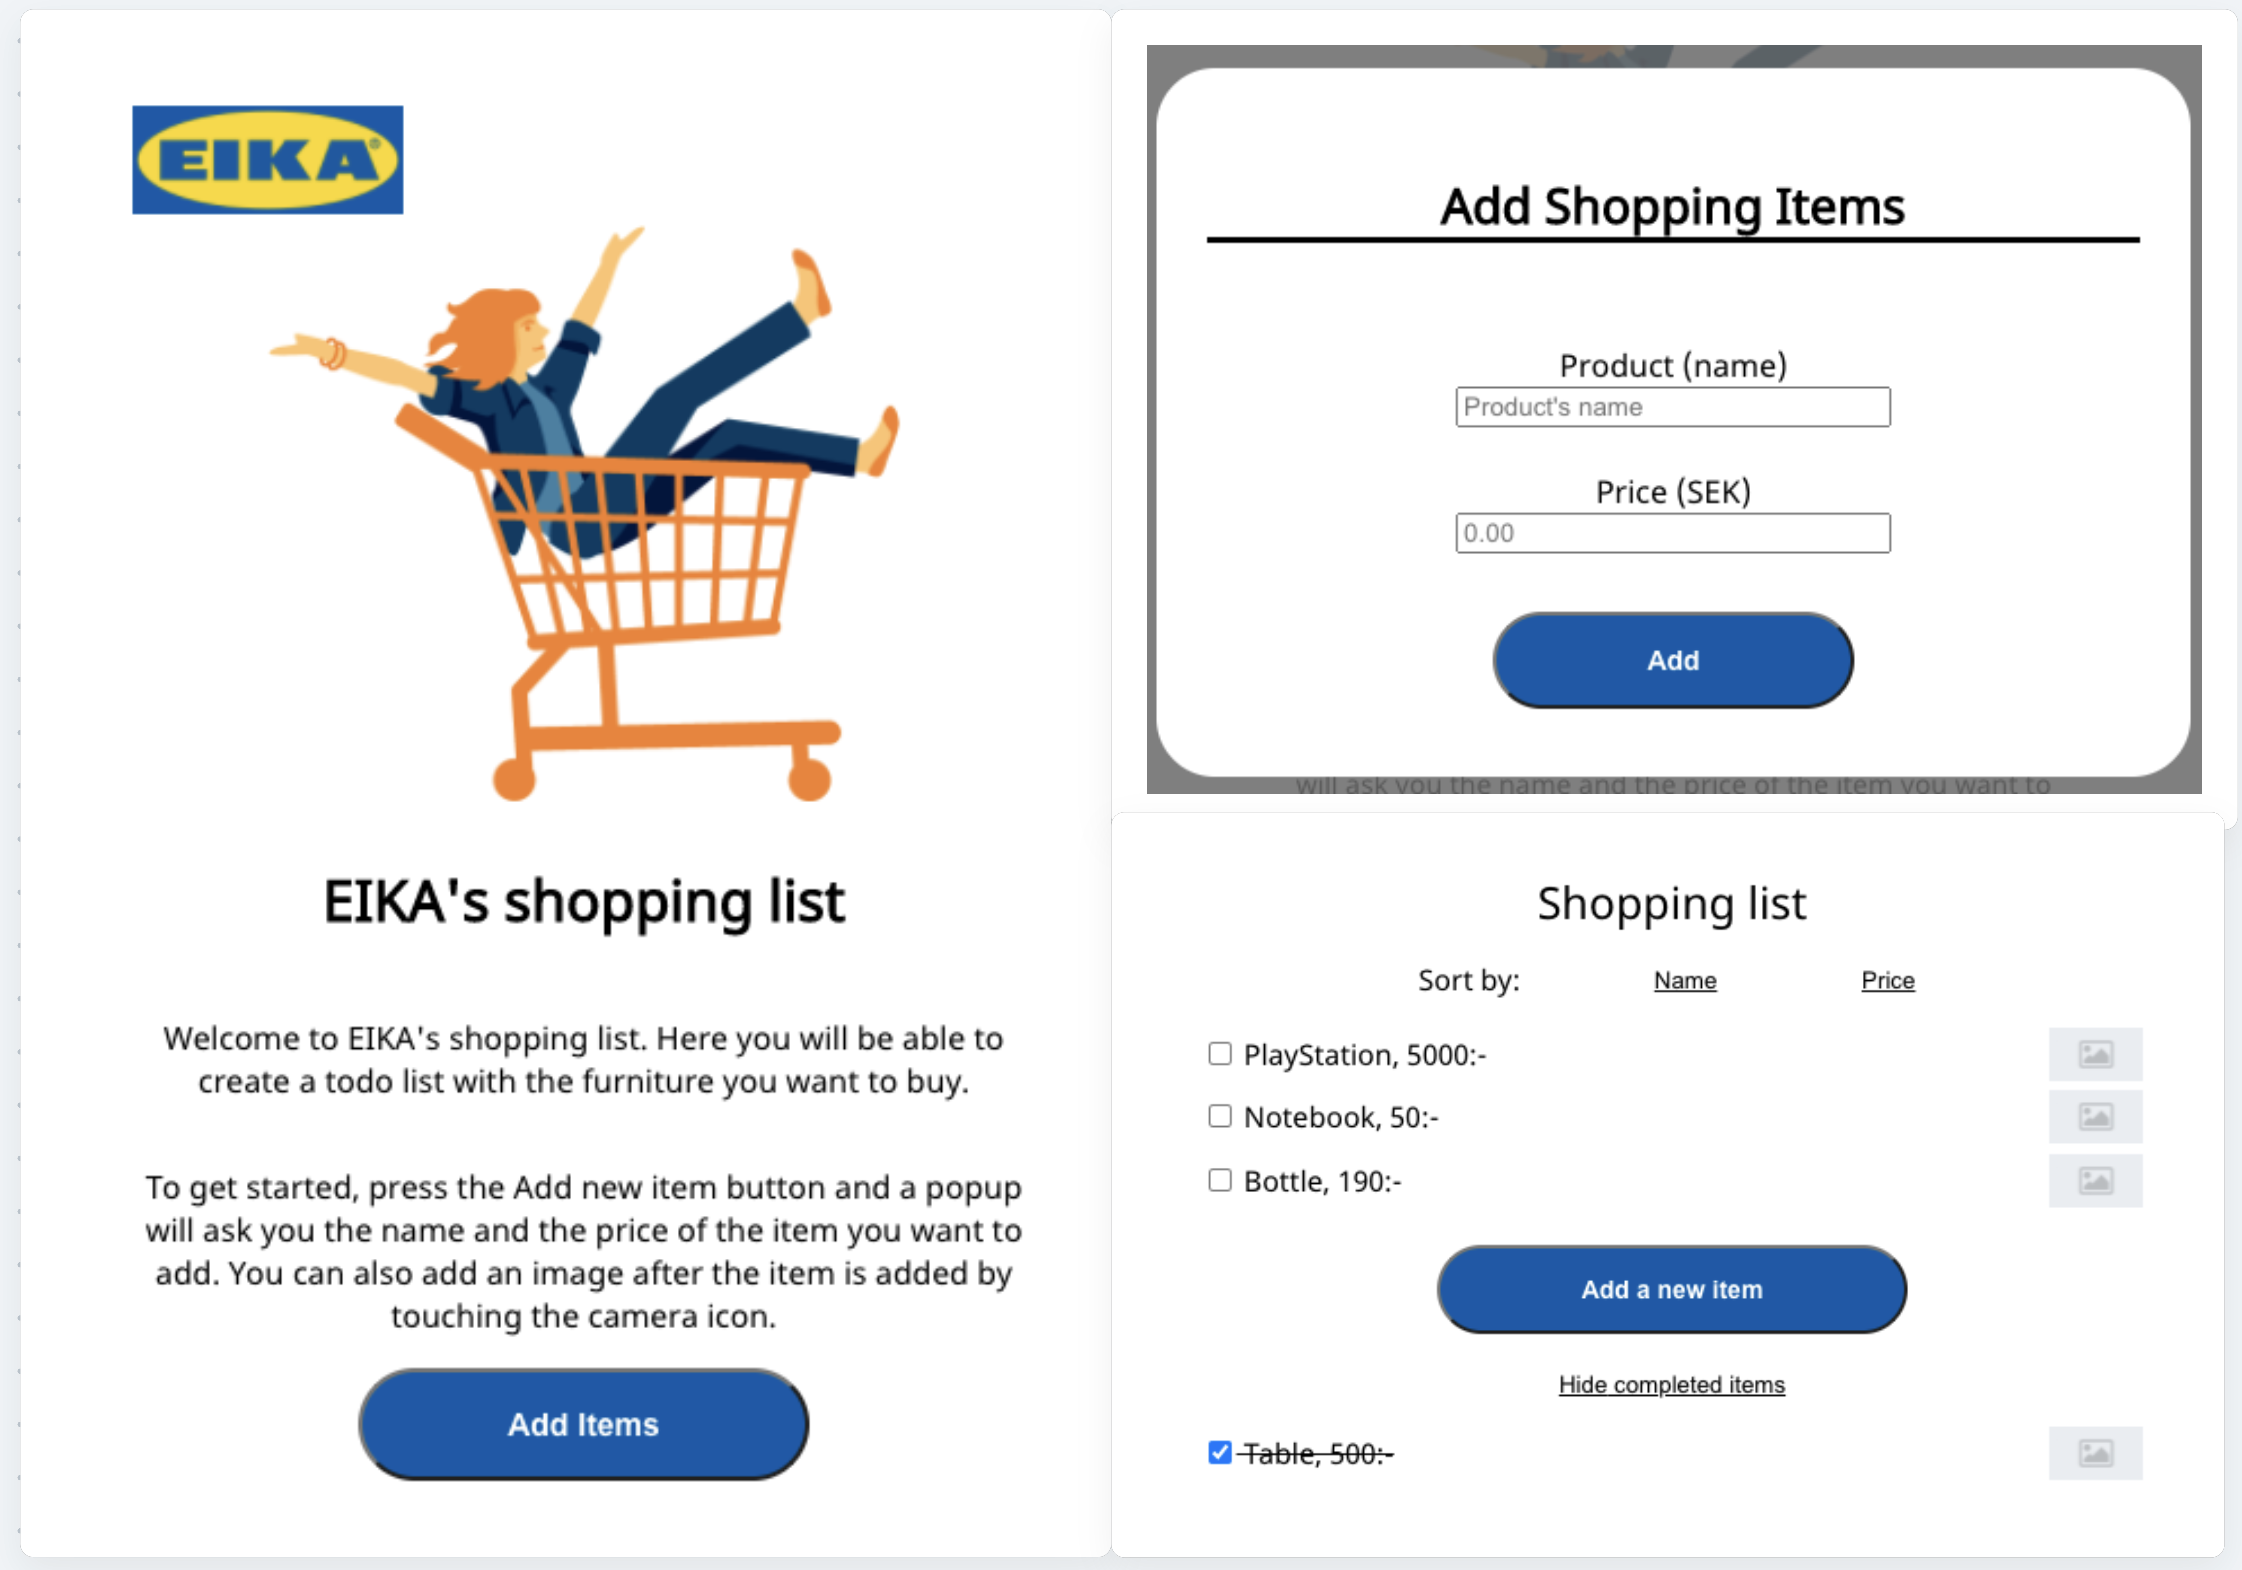 EIKA®
EIKA's shopping list
Welcome to EIKA's shopping list. Here you will be able to
create a todo list with the furniture you want to buy.
To get started, press the Add new item button and a popup
will ask you the name and the price of the item you want to
add. You can also add an image after the item is added by
touching the camera icon.
Add Items
Add Shopping Items
Product (name)
Product's name
Price (SEK)
0.00
Add
will ask you the name and the price of the item you want to
Shopping list
Sort by: Name Price
PlayStation, 5000:-
Notebook, 50:-
Bottle, 190:-
Add a new item
Hide completed items
Table, 500:-